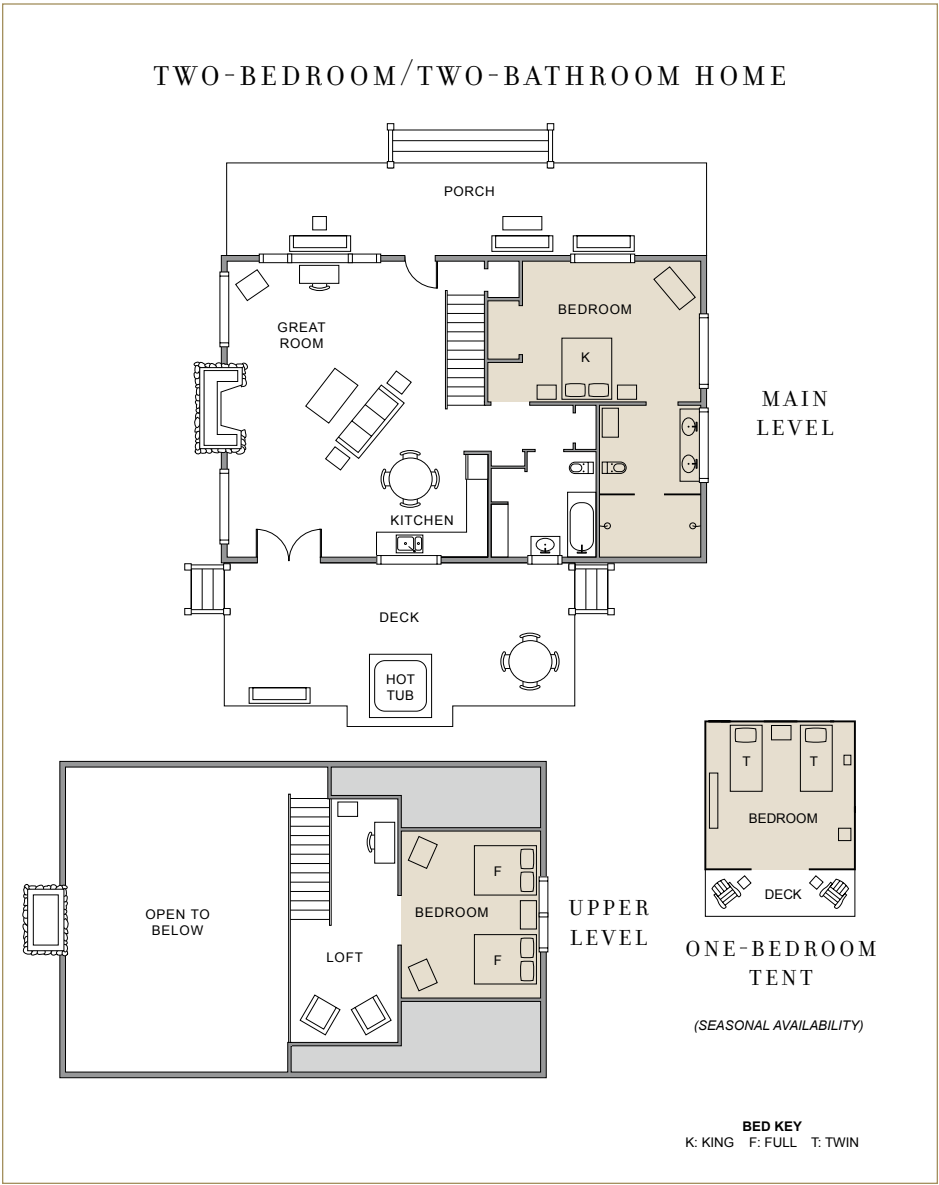 TWO-BEDROOM/TWO-BATHROOM HOME
PORCH
GREAT
ROOM
BEDROOM
K
MAIN
LEVEL
KITCHEN
DECK
HOT
TUB
T
T
BEDROOM
DECK
ONE-BEDROOM
TENT
(SEASONAL AVAILABILITY)
OPEN TO
BELOW
LOFT
F
BEDROOM
F
UPPER
LEVEL
BED KEY
K: KING F: FULL T: TWIN